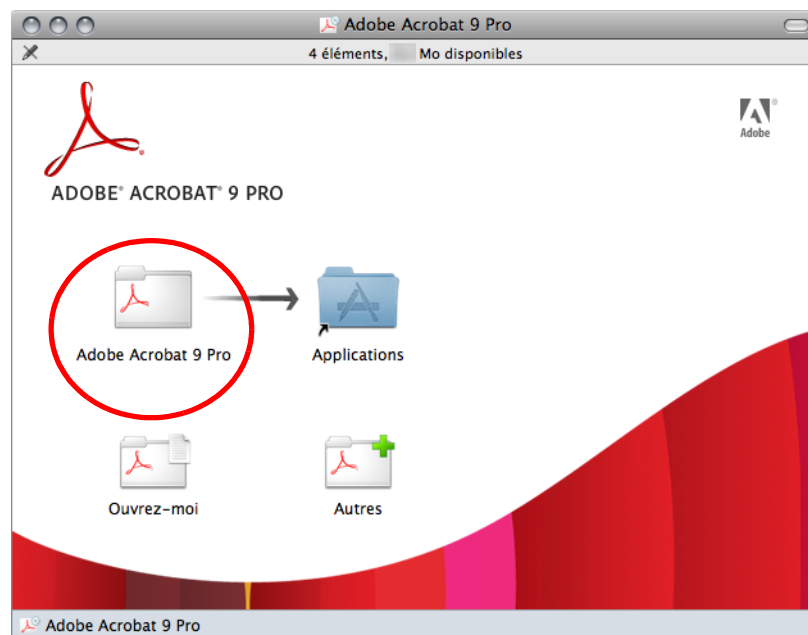 Adobe Acrobat 9 Pro
4 éléments, Mo disponibles
Adobe
ADOBE® ACROBAT® 9 PRO
Adobe Acrobat 9 Pro
Applications
Ouvrez-moi
Autres
Adobe Acrobat 9 Pro